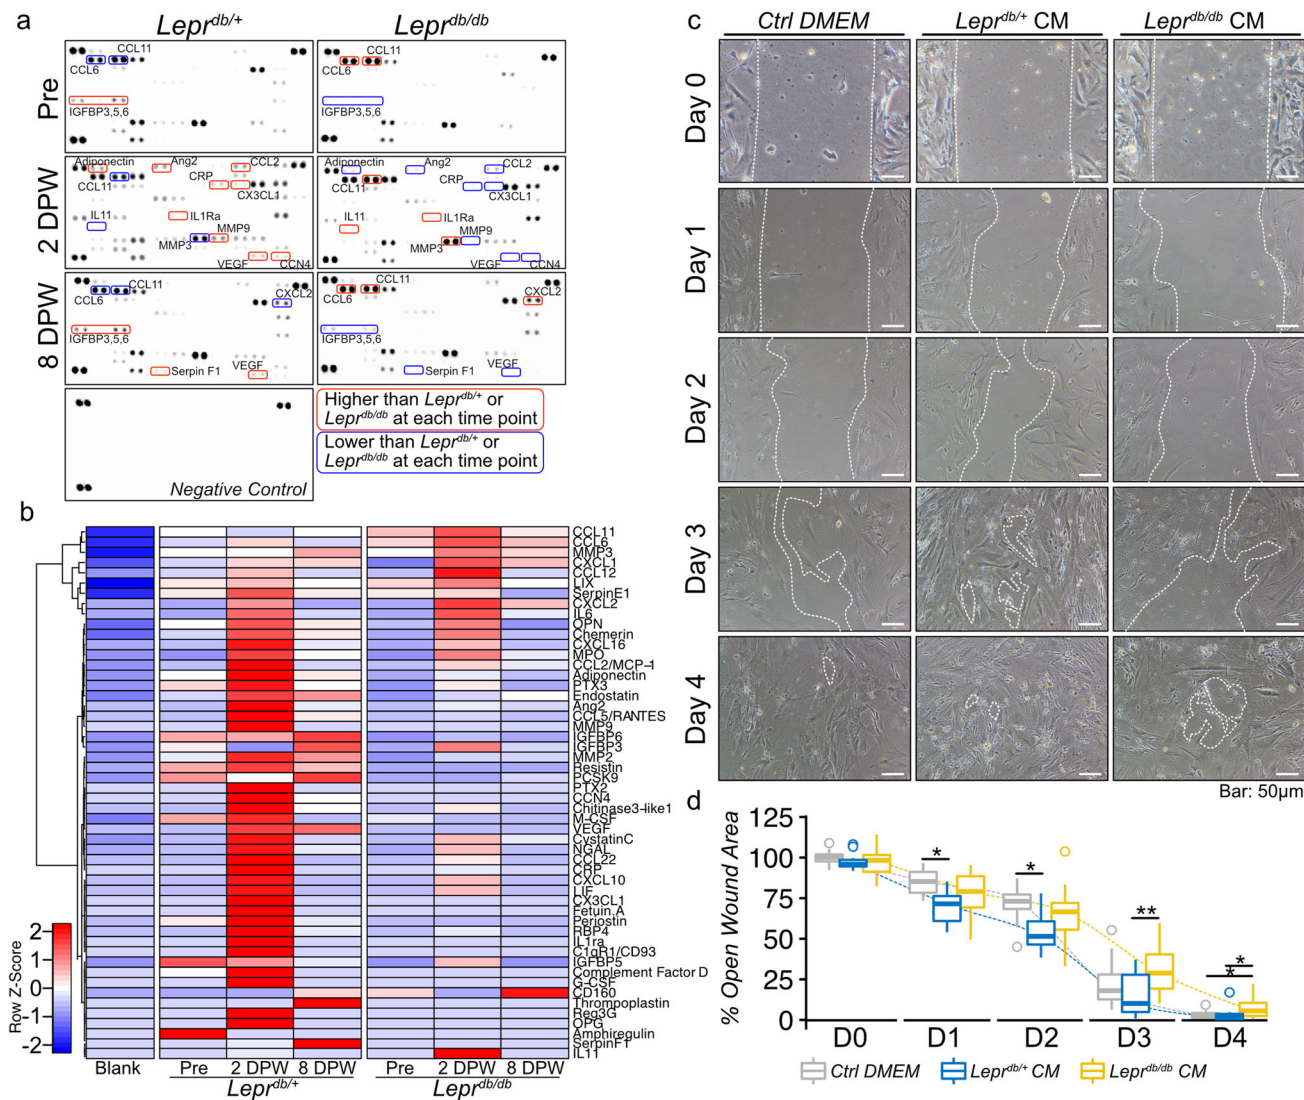 a
Lepr^db/+
Lepr^db/db
Pre
CCL11
CCL6
IGFBP3,5,6
CCL11
CCL6
IGFBP3,5,6
2 DPW
Adiponectin
Ang2
CCL2
CRP
CCL11
CX3CL1
IL11
IL1Ra
MMP9
MMP3
VEGF
CCN4
Adiponectin
Ang2
CCL2
CRP
CCL11
CX3CL1
IL11
IL1Ra
MMP9
MMP3
VEGF
CCN4
8 DPW
CCL11
CCL6
CXCL2
IGFBP3,5,6
Serpin F1
VEGF
CCL11
CCL6
CXCL2
IGFBP3,5,6
Serpin F1
VEGF
Negative Control
Higher than Lepr^db/+ or
Lepr^db/db at each time point
Lower than Lepr^db/+ or
Lepr^db/db at each time point
b
CCL11
CCL6
MMP3
CXCL1
CCL12
LIX
SerpinE1
CXCL2
IL6
OPN
Chemerin
CXCL16
MPO
CCL2/MCP-1
Adiponectin
PTX3
Endostatin
Ang2
CCL5/RANTES
MMP9
IGFBP6
IGFBP3
MMP2
Resistin
PCSK9
PTX2
CCN4
Chitinase3-like1
M-CSF
VEGF
CystatinC
NGAL
CCL22
CRP
CXCL10
LIF
CX3CL1
Fetuin.A
Periostin
RBP4
IL1ra
C1qR1/CD93
IGFBP5
Complement Factor D
G-CSF
CD160
Thrompoplastin
Reg3G
OPG
Amphiregulin
SerpinF1
IL11
Row Z-Score
2
1
0
-1
-2
Blank
Pre
2 DPW
8 DPW
Pre
2 DPW
8 DPW
Lepr^db/+
Lepr^db/db
c
Ctrl DMEM
Lepr^db/+ CM
Lepr^db/db CM
Day 0
Day 1
Day 2
Day 3
Day 4
Bar: 50µm
d
% Open Wound Area
125
100
75
50
25
0
*
*
**
*
*
D0
D1
D2
D3
D4
Ctrl DMEM
Lepr^db/+ CM
Lepr^db/db CM